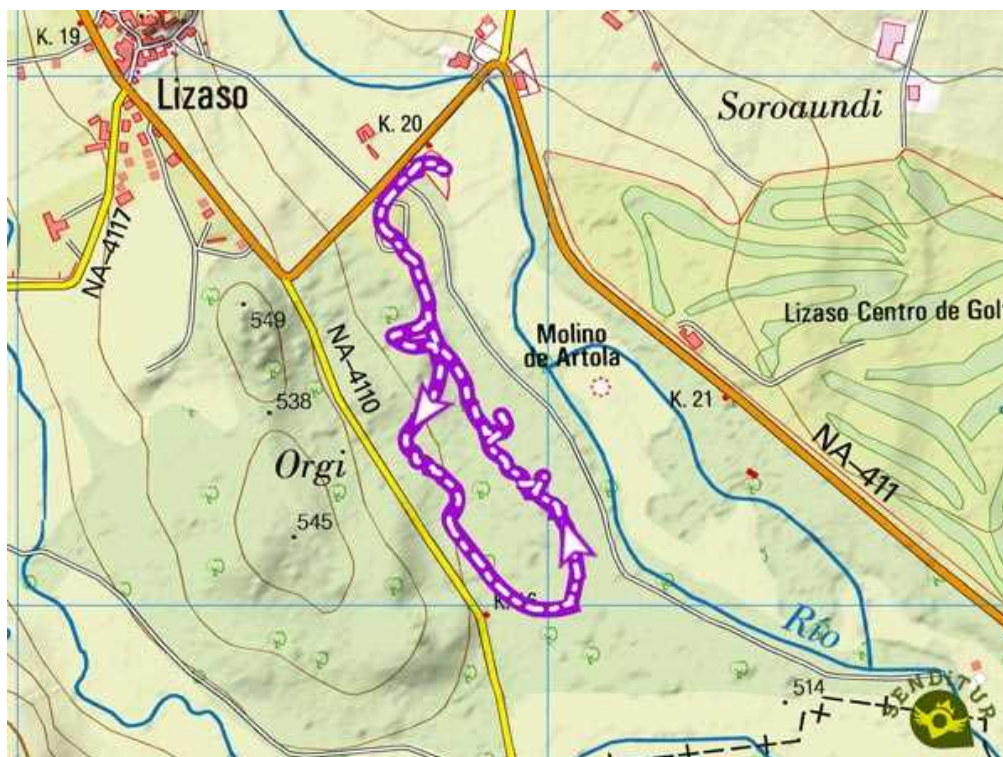 K. 19
Lizaso
K. 20
Soroaundi
NA-4117
549
NA-4110
Molino
de Artola
Lizaso Centro de Gol
538
K. 21
Orgi
NA-411
545
Río
514
SENDITUR